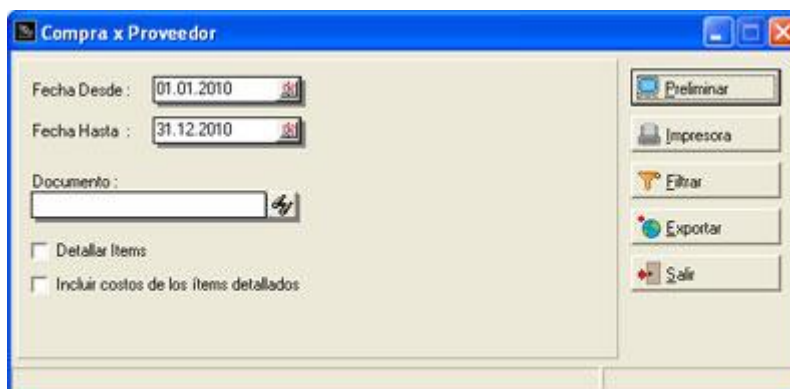 Compra x Proveedor
Fecha Desde : 01.01.2010
Fecha Hasta : 31.12.2010
Documento :
Detallar Items
Incluir costos de los ítems detallados
Preliminar
Impresora
Filtrar
Exportar
Salir